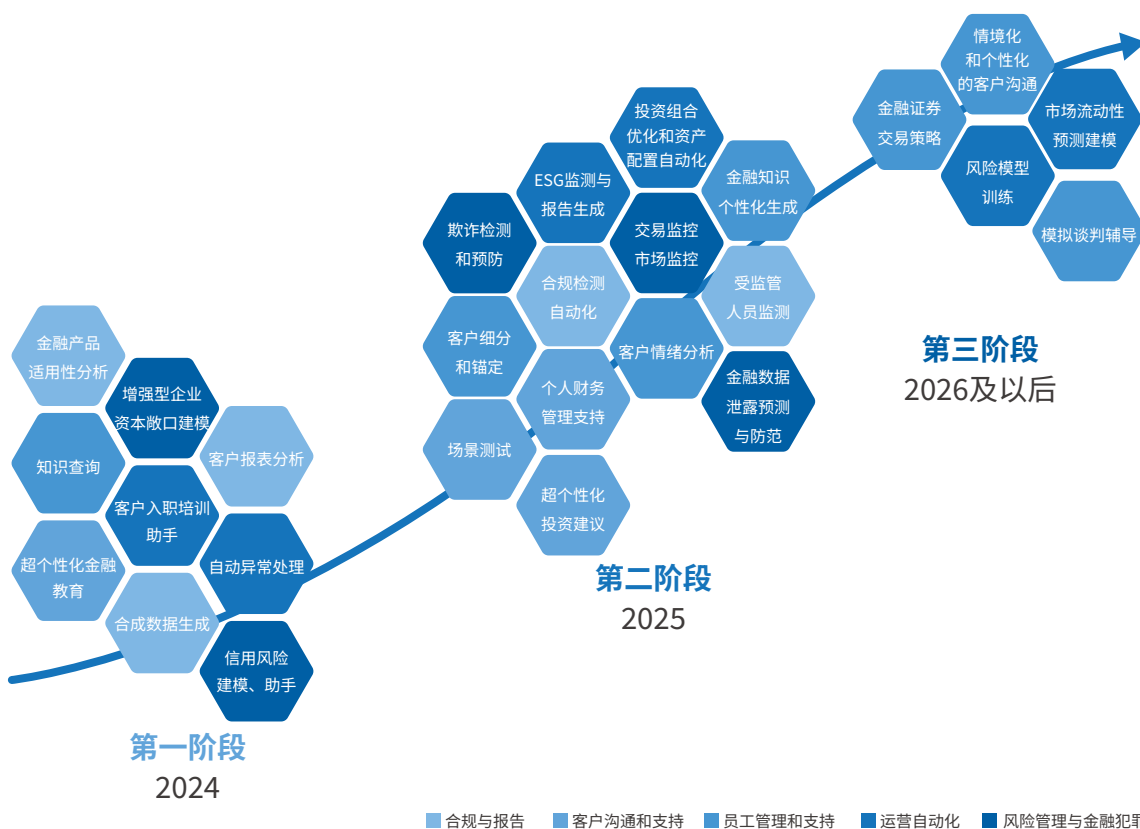 金融产品
适用性分析
增强型企业
资本敞口建模
知识查询
客户报表分析
客户入职培训
助手
超个性化金融
教育
自动异常处理
合成数据生成
信用风险
建模、助手
第一阶段
2024
投资组合
优化和资产
配置自动化
ESG监测与
报告生成
金融知识
个性化生成
欺诈检测
和预防
交易监控
市场监控
合规检测
自动化
受监管
人员监测
客户细分
和锚定
客户情绪分析
个人财务
管理支持
金融数据
泄露预测
与防范
场景测试
超个性化
投资建议
第二阶段
2025
情境化
和个性化
的客户沟通
金融证券
交易策略
市场流动性
预测建模
风险模型
训练
模拟谈判辅导
第三阶段
2026及以后
合规与报告
客户沟通和支持
员工管理和支持
运营自动化
风险管理与金融犯罪